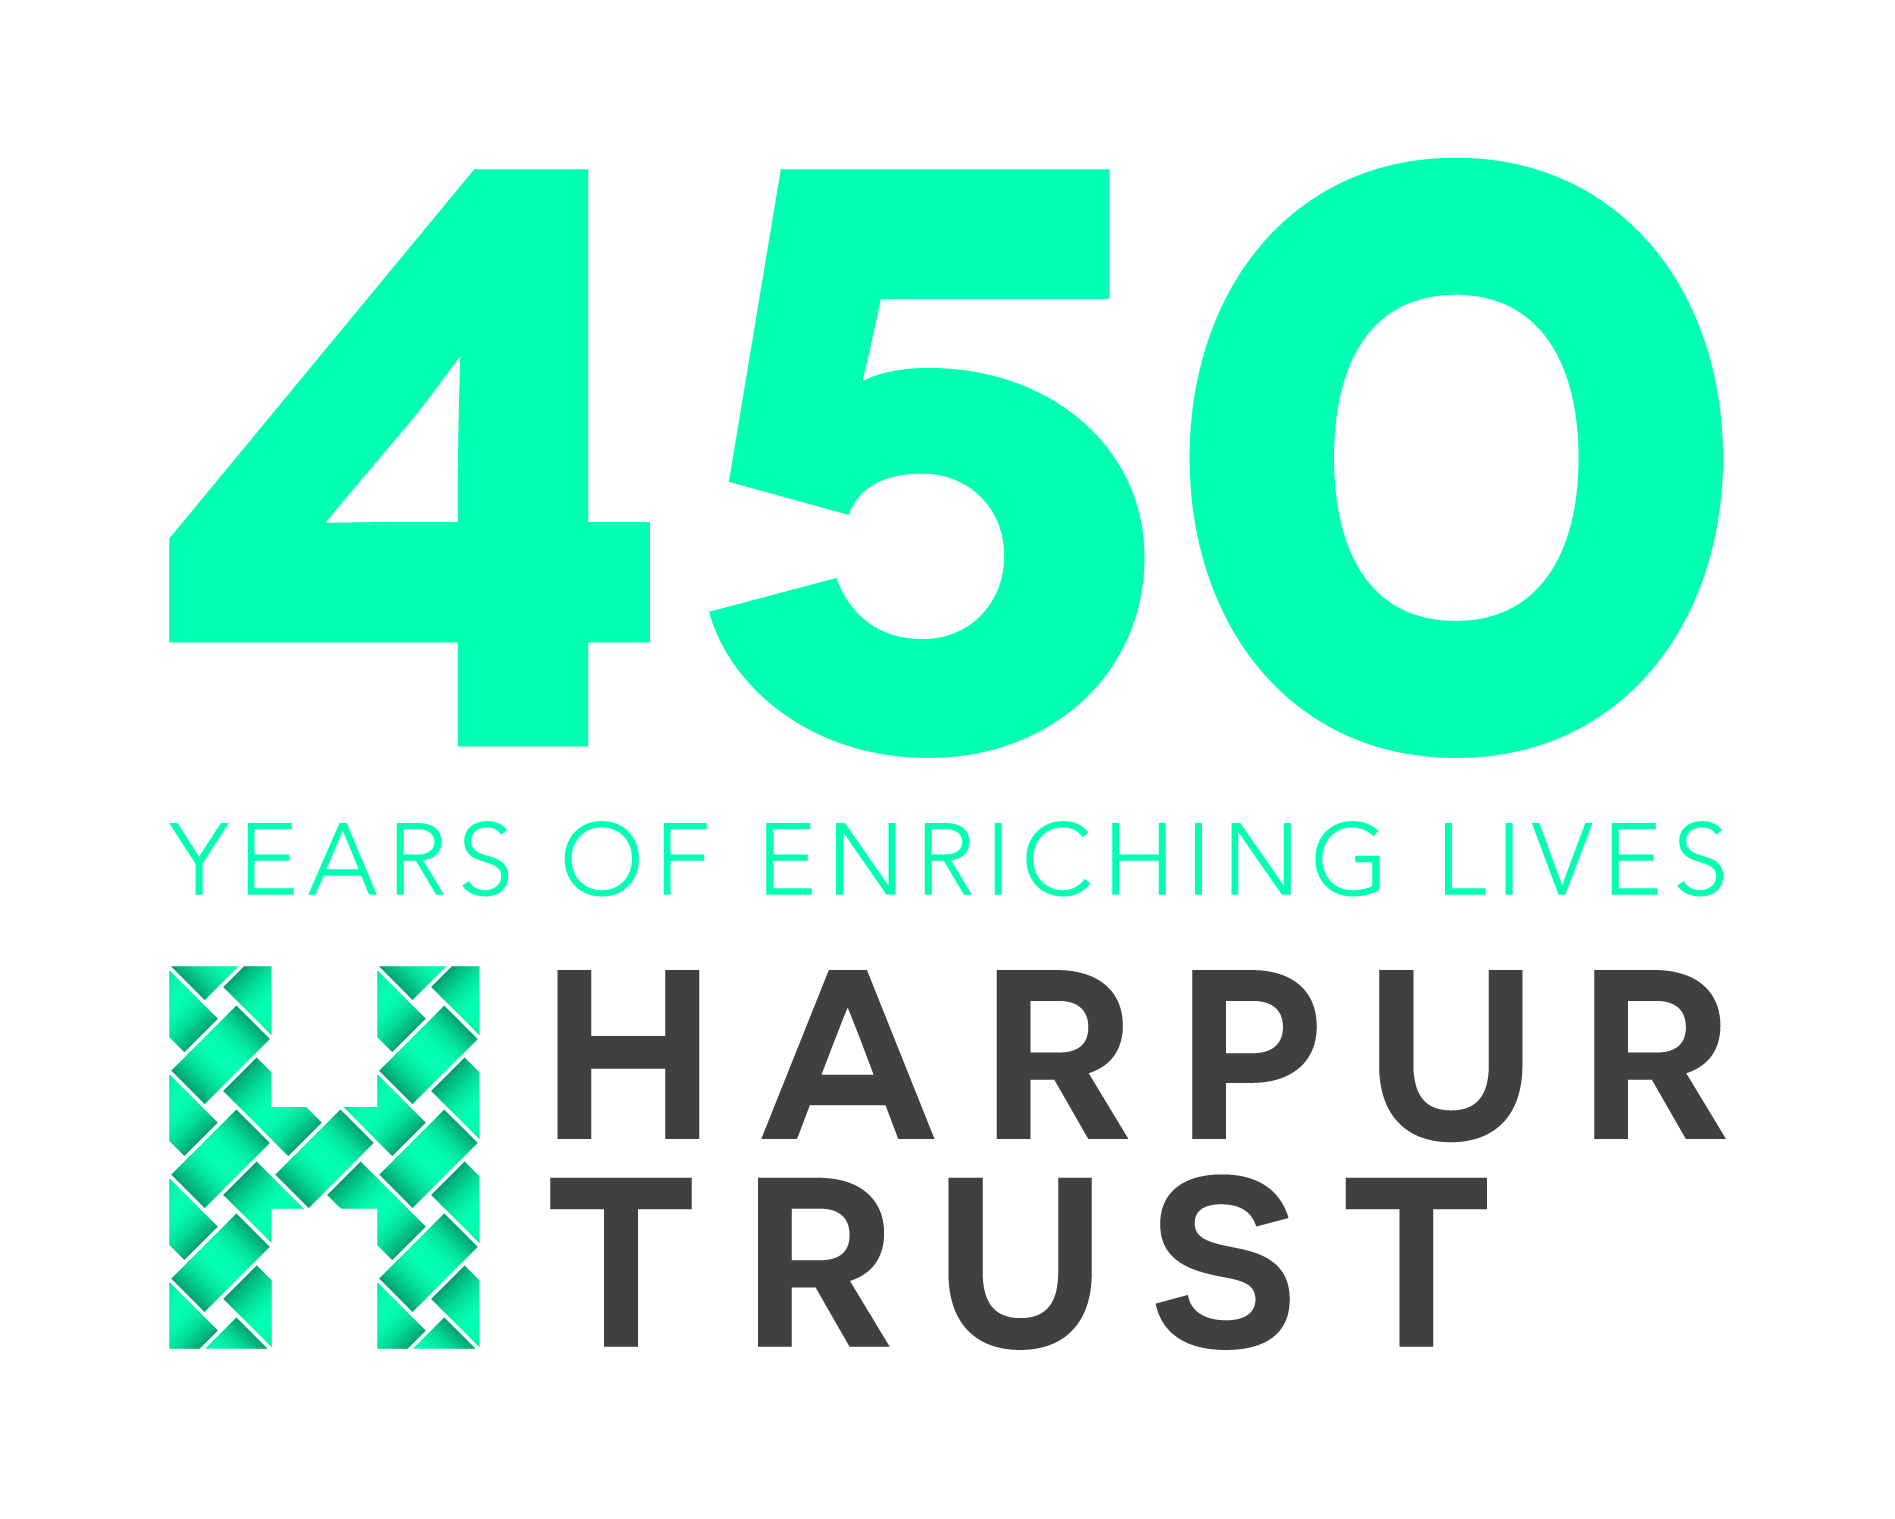 450
YEARS OF ENRICHING LIVES
H HARPUR
TRUST